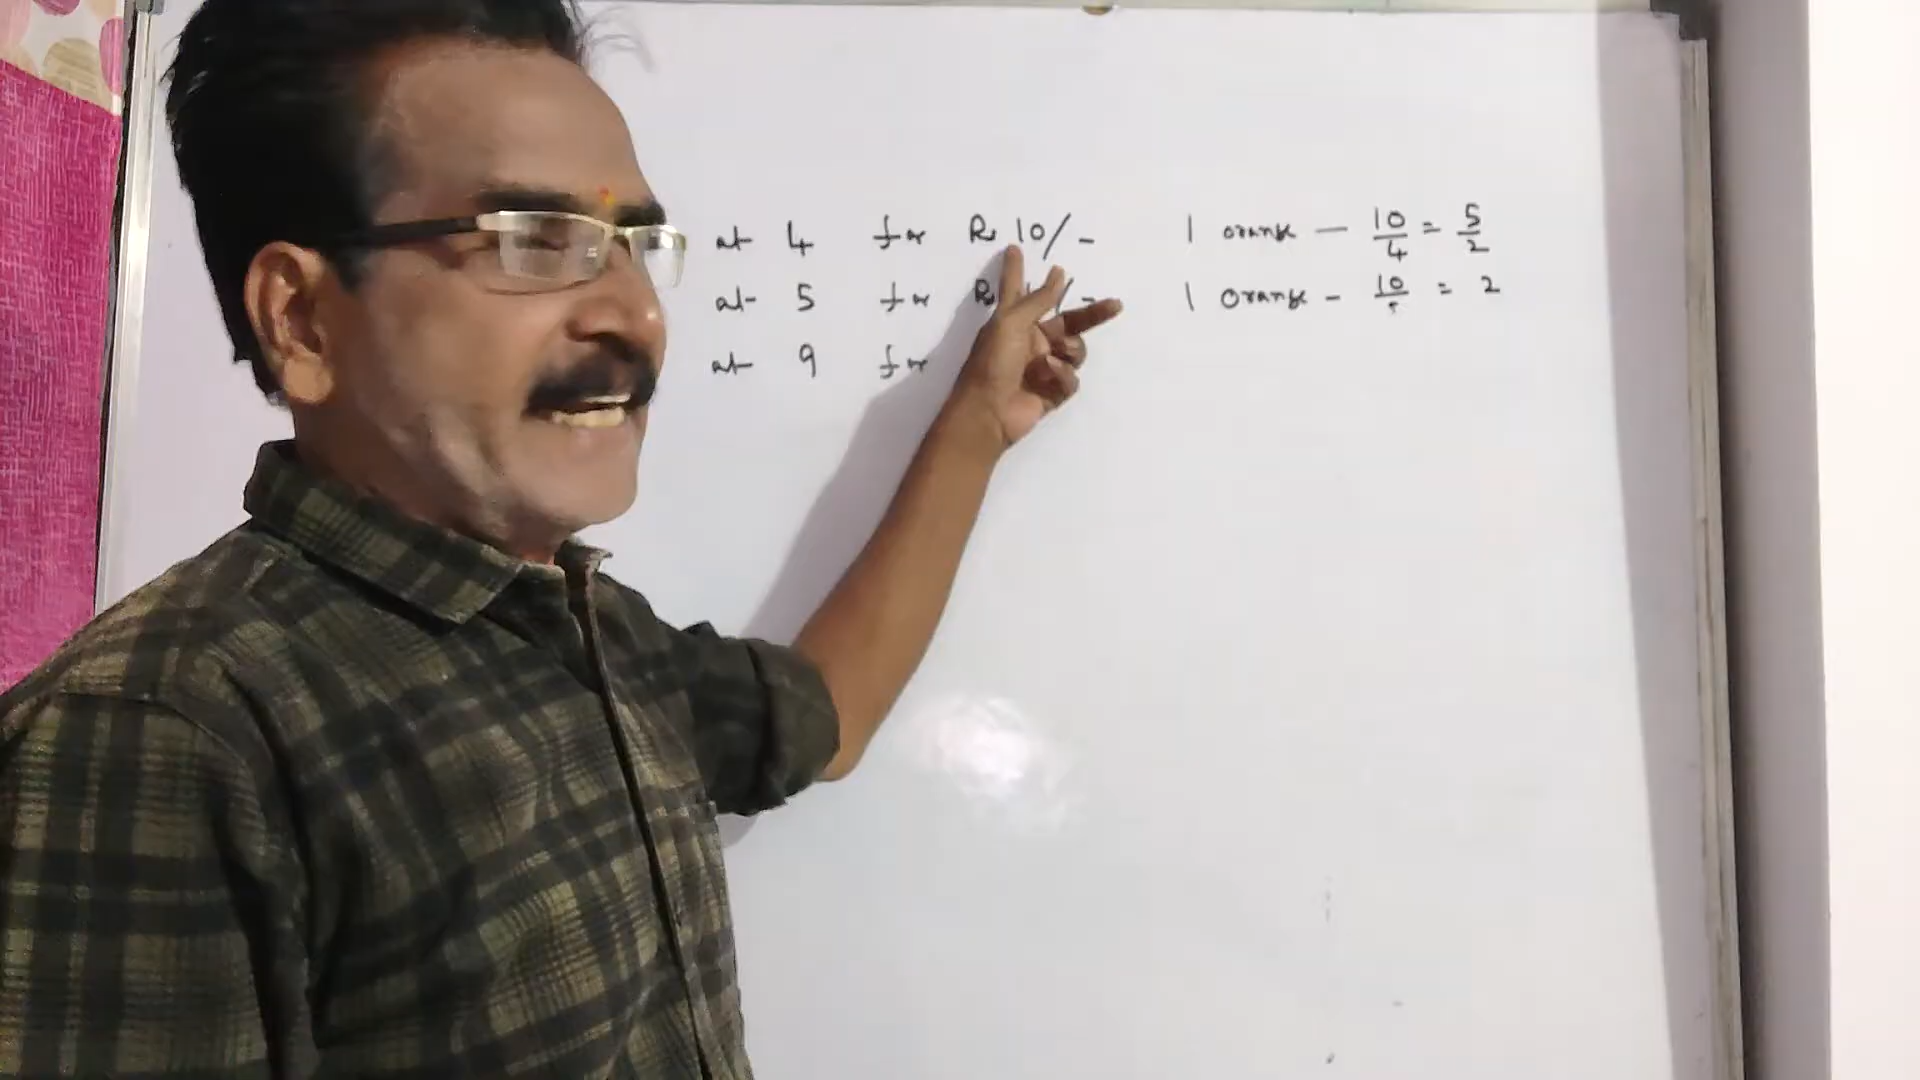 at 4 for Rs 10/- 1 orange — 10/4 = 5/2
at 5 for Rs /- 1 orange - 10/5 = 2
at 9 for